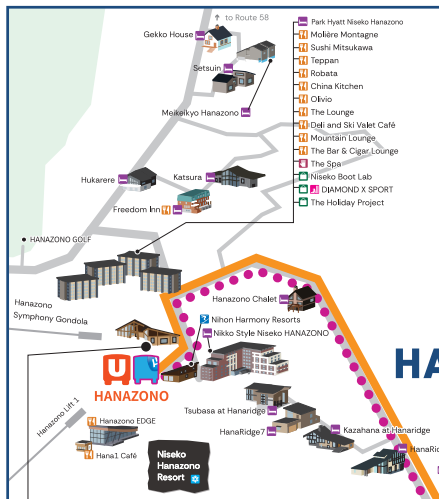 to Route 58
Gekko House
Setsuin
Meikeikyo Hanazono
Park Hyatt Niseko Hanazono
Molière Montagne
Sushi Mitsukawa
Teppan
Robata
China Kitchen
Olivio
The Lounge
Deli and Ski Valet Café
Mountain Lounge
The Bar & Cigar Lounge
The Spa
Niseko Boot Lab
DIAMOND X SPORT
The Holiday Project
Hukarere
Katsura
Freedom Inn
HANAZONO GOLF
Hanazono
Symphony Gondola
Hanazono Chalet
Nihon Harmony Resorts
Nikko Style Niseko HANAZONO
U
HANAZONO
HA
Tsubasa at Hanaridge
HanaRidge7
Kazahana at Hanaridge
HanaRid
Hanazono Lift 1
Hanazono EDGE
Hana1 Café
Niseko
Hanazono
Resort